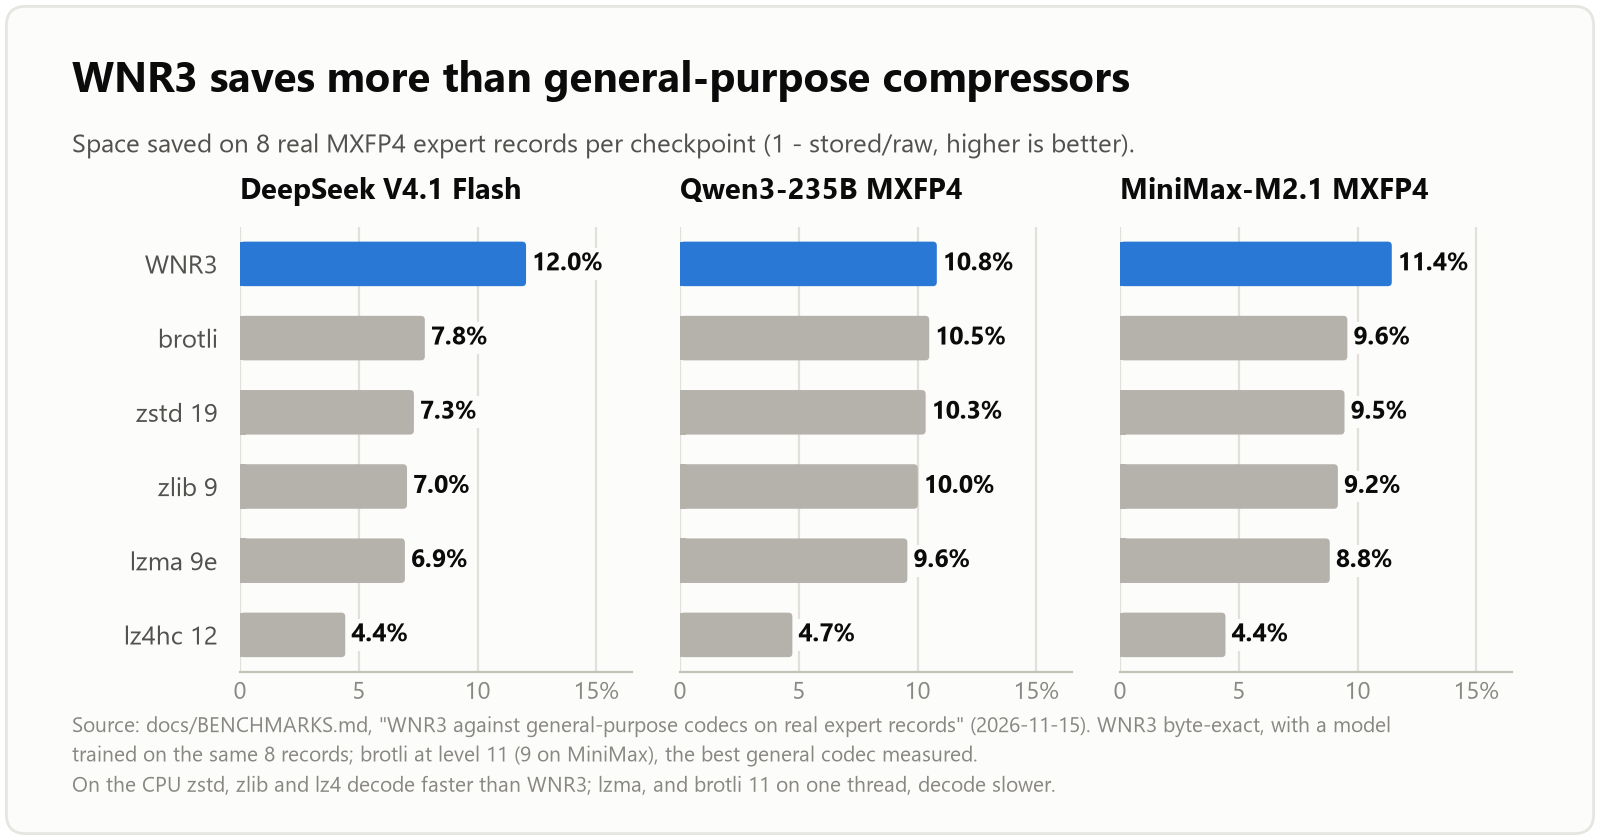 WNR3 saves more than general-purpose compressors
Space saved on 8 real MXFP4 expert records per checkpoint (1 - stored/raw, higher is better).
DeepSeek V4.1 Flash
Qwen3-235B MXFP4
MiniMax-M2.1 MXFP4
WNR3 12.0% 10.8% 11.4%
brotli 7.8% 10.5% 9.6%
zstd 19 7.3% 10.3% 9.5%
zlib 9 7.0% 10.0% 9.2%
lzma 9e 6.9% 9.6% 8.8%
lz4hc 12 4.4% 4.7% 4.4%
0 5 10 15% 0 5 10 15% 0 5 10 15%
Source: docs/BENCHMARKS.md, "WNR3 against general-purpose codecs on real expert records" (2026-11-15). WNR3 byte-exact, with a model
trained on the same 8 records; brotli at level 11 (9 on MiniMax), the best general codec measured.
On the CPU zstd, zlib and lz4 decode faster than WNR3; lzma, and brotli 11 on one thread, decode slower.